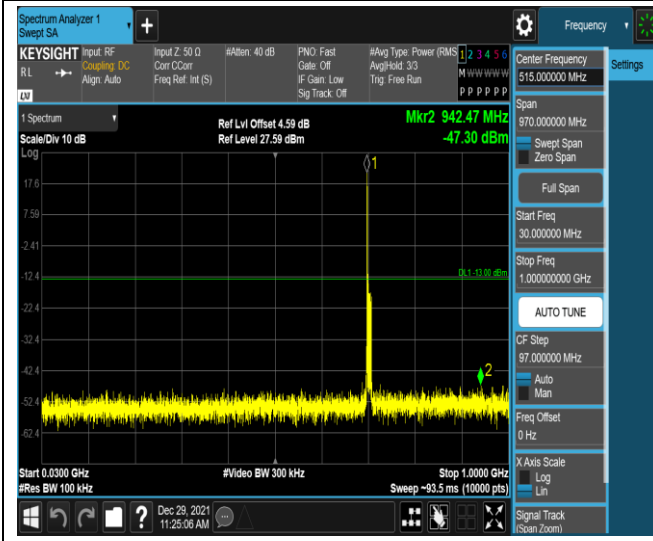 Spectrum Analyzer 1
Swept SA
Frequency
KEYSIGHT
RL
LXI
Input: RF
Coupling: DC
Align: Auto
Input Z: 50 Ω
Corr CCorr
Freq Ref: Int (S)
#Atten: 40 dB
PNO: Fast
Gate: Off
IF Gain: Low
Sig Track: Off
#Avg Type: Power (RMS
Avg|Hold: 3/3
Trig: Free Run
1 2 3 4 5 6
M W W W W W
P P P P P P
1 Spectrum
Scale/Div 10 dB
Log
Ref Lvl Offset 4.59 dB
Ref Level 27.59 dBm
Mkr2 942.47 MHz
-47.30 dBm
1
17.6
7.59
-2.41
-12.4
DL1 -13.00 dBm
-22.4
-32.4
-42.4
2
-52.4
-62.4
Start 0.0300 GHz
#Res BW 100 kHz
#Video BW 300 kHz
Stop 1.0000 GHz
Sweep ~93.5 ms (10000 pts)
?
Dec 29, 2021
11:25:06 AM
Center Frequency
515.000000 MHz
Settings
Span
970.000000 MHz
Swept Span
Zero Span
Full Span
Start Freq
30.000000 MHz
Stop Freq
1.000000000 GHz
AUTO TUNE
CF Step
97.000000 MHz
Auto
Man
Freq Offset
0 Hz
X Axis Scale
Log
Lin
Signal Track
(Span Zoom)